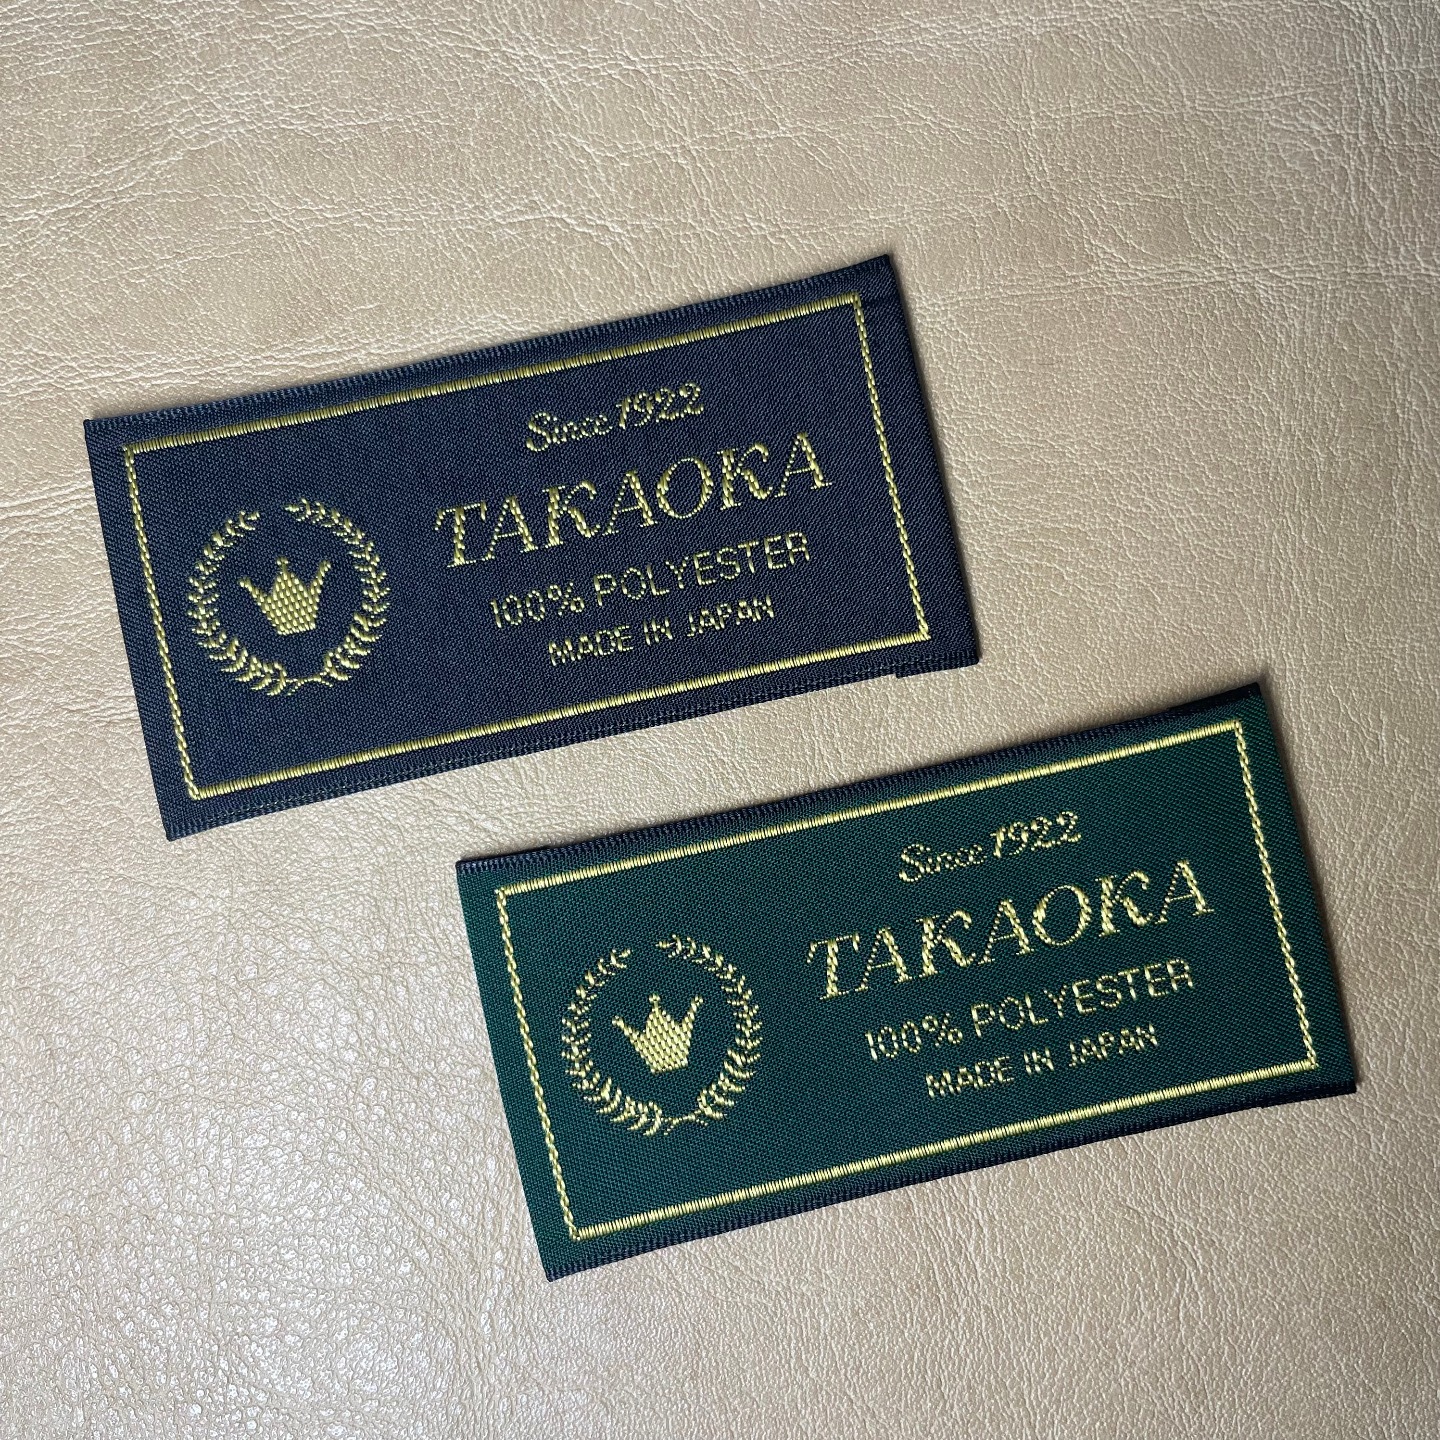 Since 1922
TAKAOKA
100% POLYESTER
MADE IN JAPAN
Since 1922
TAKAOKA
100% POLYESTER
MADE IN JAPAN